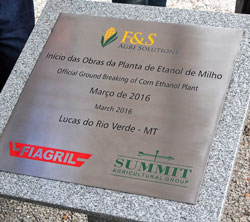 F&S
AGRI SOLUTIONS
Início das Obras da Planta de Etanol de Milho
Official Ground Breaking of Corn Ethanol Plant
Março de 2016
March 2016
Lucas do Rio Verde - MT
FIAGRIL
SUMMIT
AGRICULTURAL GROUP